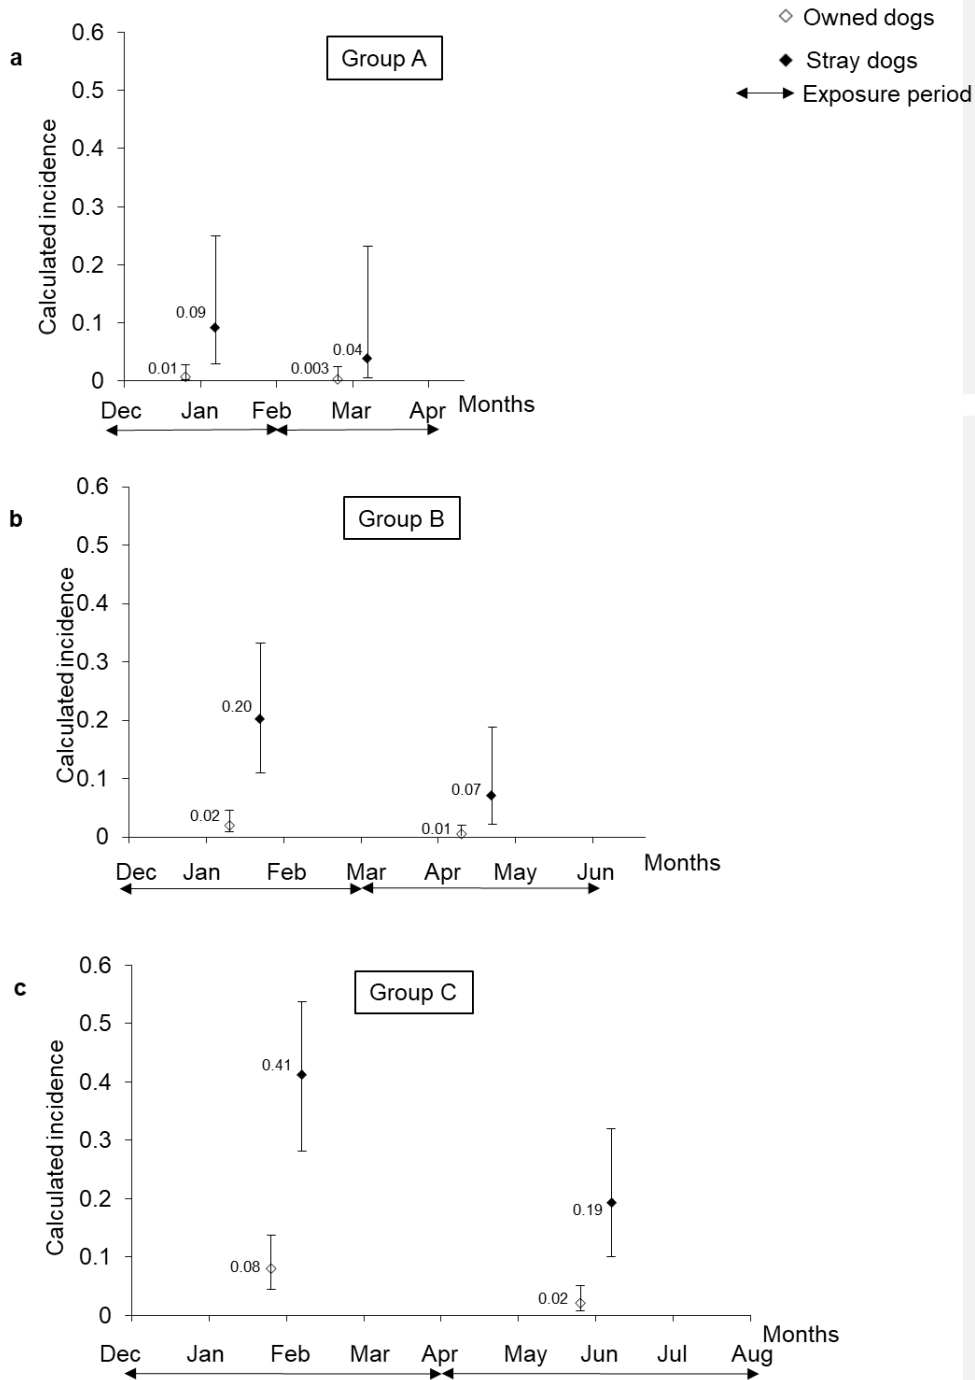 Owned dogs
Stray dogs
Exposure period
a
Group A
Calculated incidence
0.6
0.5
0.4
0.3
0.2
0.1
0
0.01
0.09
0.003
0.04
Dec Jan Feb Mar Apr Months
b
Group B
Calculated incidence
0.6
0.5
0.4
0.3
0.2
0.1
0
0.02
0.20
0.01
0.07
Dec Jan Feb Mar Apr May Jun Months
c
Group C
Calculated incidence
0.6
0.5
0.4
0.3
0.2
0.1
0
0.08
0.41
0.02
0.19
Dec Jan Feb Mar Apr May Jun Jul Aug Months